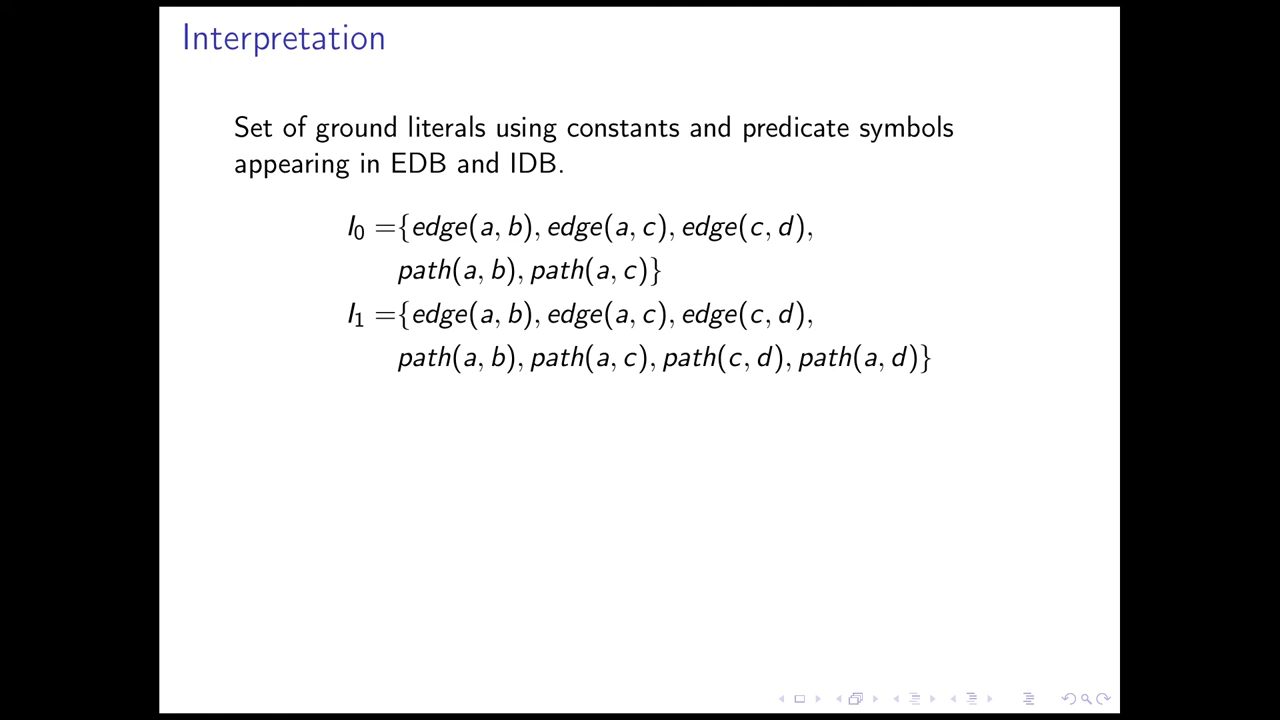 Interpretation
Set of ground literals using constants and predicate symbols
appearing in EDB and IDB.
I₀ ={edge(a, b), edge(a, c), edge(c, d),
path(a, b), path(a, c)}
I₁ ={edge(a, b), edge(a, c), edge(c, d),
path(a, b), path(a, c), path(c, d), path(a, d)}